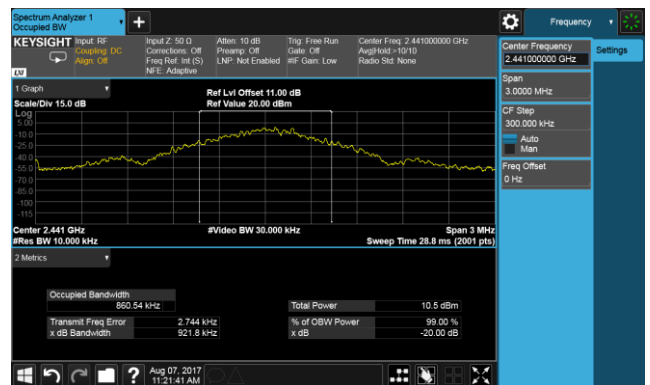 Spectrum Analyzer 1
Occupied BW
+
Frequency
KEYSIGHT
Input: RF
Coupling: DC
Align: Off
Input Z: 50 Ω
Corrections: Off
Freq Ref: Int (S)
NFE: Adaptive
Atten: 10 dB
Preamp: Off
LNP: Not Enabled
Trig: Free Run
Gate: Off
#IF Gain: Low
Center Freq: 2.441000000 GHz
Avg|Hold:>10/10
Radio Std: None
LXI
Center Frequency
2.441000000 GHz
Settings
Span
3.0000 MHz
CF Step
300.000 kHz
Auto
Man
Freq Offset
0 Hz
1 Graph
Scale/Div 15.0 dB
Ref Lvl Offset 11.00 dB
Ref Value 20.00 dBm
Log
5.00
-10.0
-25.0
-40.0
-55.0
-70.0
-85.0
-100
-115
Center 2.441 GHz
#Res BW 10.000 kHz
#Video BW 30.000 kHz
Span 3 MHz
Sweep Time 28.8 ms (2001 pts)
2 Metrics
Occupied Bandwidth
860.54 kHz
Total Power 10.5 dBm
Transmit Freq Error 2.744 kHz
% of OBW Power 99.00 %
x dB Bandwidth 921.8 kHz
x dB -20.00 dB
?
Aug 07, 2017
11:21:41 AM